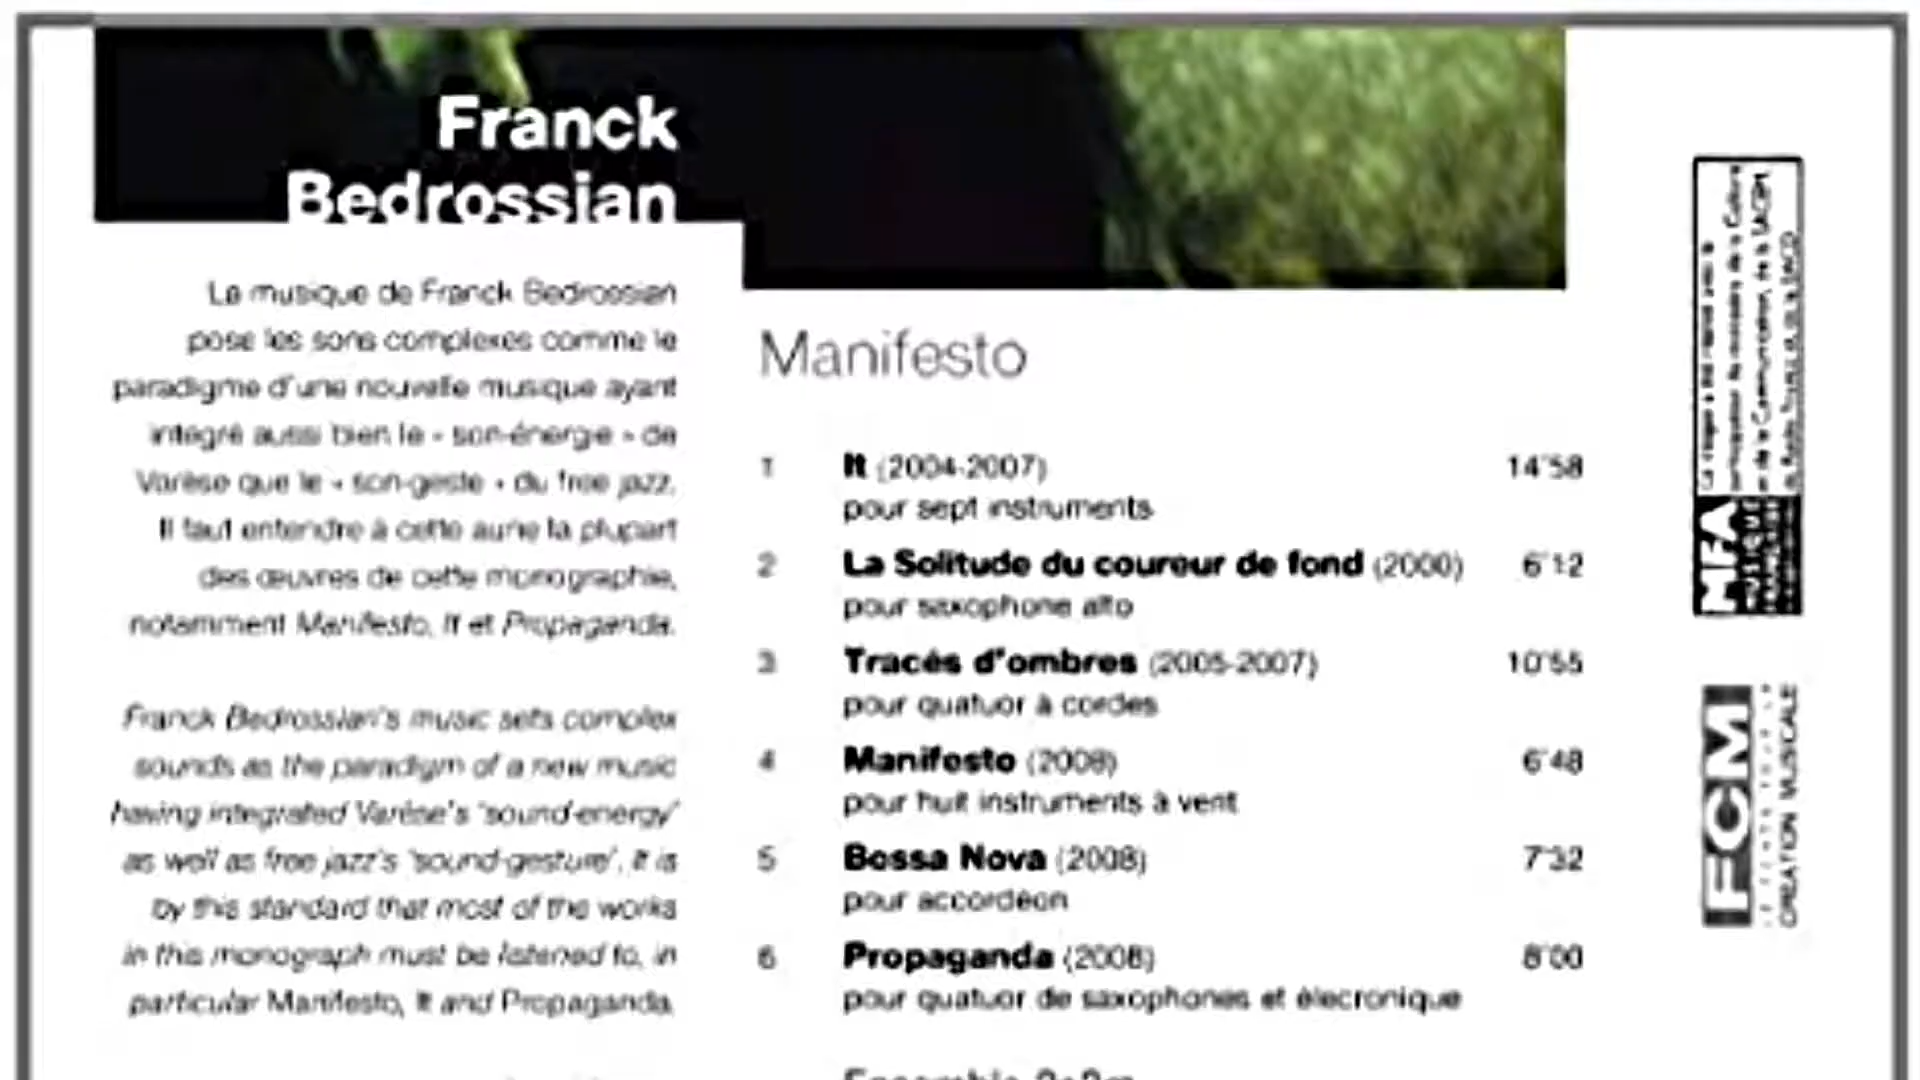 Franck
Bedrossian
La musique de Franck Bedrossian
pose les sons complexes comme le
paradigme d'une nouvelle musique ayant
intégré aussi bien le « son-énergie » de
Varèse que le « son-geste » du free jazz.
Il faut entendre à cette aune la plupart
des œuvres de cette monographie,
notamment Manifesto, It et Propaganda.
Franck Bedrossian's music sets complex
sounds as the paradigm of a new music
having integrated Varèse's 'sound-energy'
as well as free jazz's 'sound-gesture'. It is
by this standard that most of the works
in this monograph must be listened to, in
particular Manifesto, It and Propaganda.
Manifesto
1 It (2004-2007) 14'58
pour sept instruments
2 La Solitude du coureur de fond (2000) 6'12
pour saxophone alto
3 Tracés d'ombres (2005-2007) 10'55
pour quatuor à cordes
4 Manifesto (2008) 6'48
pour huit instruments à vent
5 Bossa Nova (2008) 7'32
pour accordéon
6 Propaganda (2008) 8'00
pour quatuor de saxophones et élecronique
Ensemble 2e2m
MFA
FCM
CREATION MUSICALE